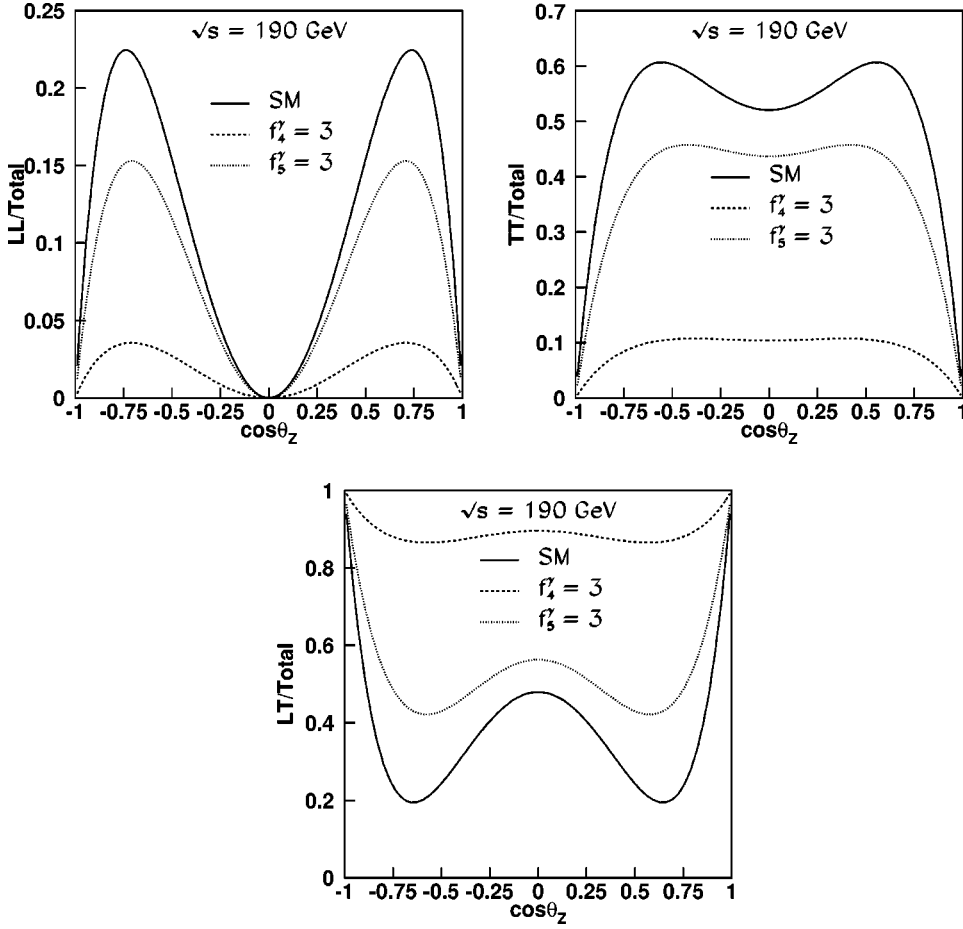 √s = 190 GeV
SM
f₄^γ = 3
f₅^γ = 3
LL/Total
0.25
0.2
0.15
0.1
0.05
0
-1 -0.75 -0.5 -0.25 0 0.25 0.5 0.75 1
cosθ_Z
√s = 190 GeV
SM
f₄^γ = 3
f₅^γ = 3
TT/Total
0.7
0.6
0.5
0.4
0.3
0.2
0.1
0
-1 -0.75 -0.5 -0.25 0 0.25 0.5 0.75 1
cosθ_Z
√s = 190 GeV
SM
f₄^γ = 3
f₅^γ = 3
LT/Total
1
0.8
0.6
0.4
0.2
0
-1 -0.75 -0.5 -0.25 0 0.25 0.5 0.75 1
cosθ_Z